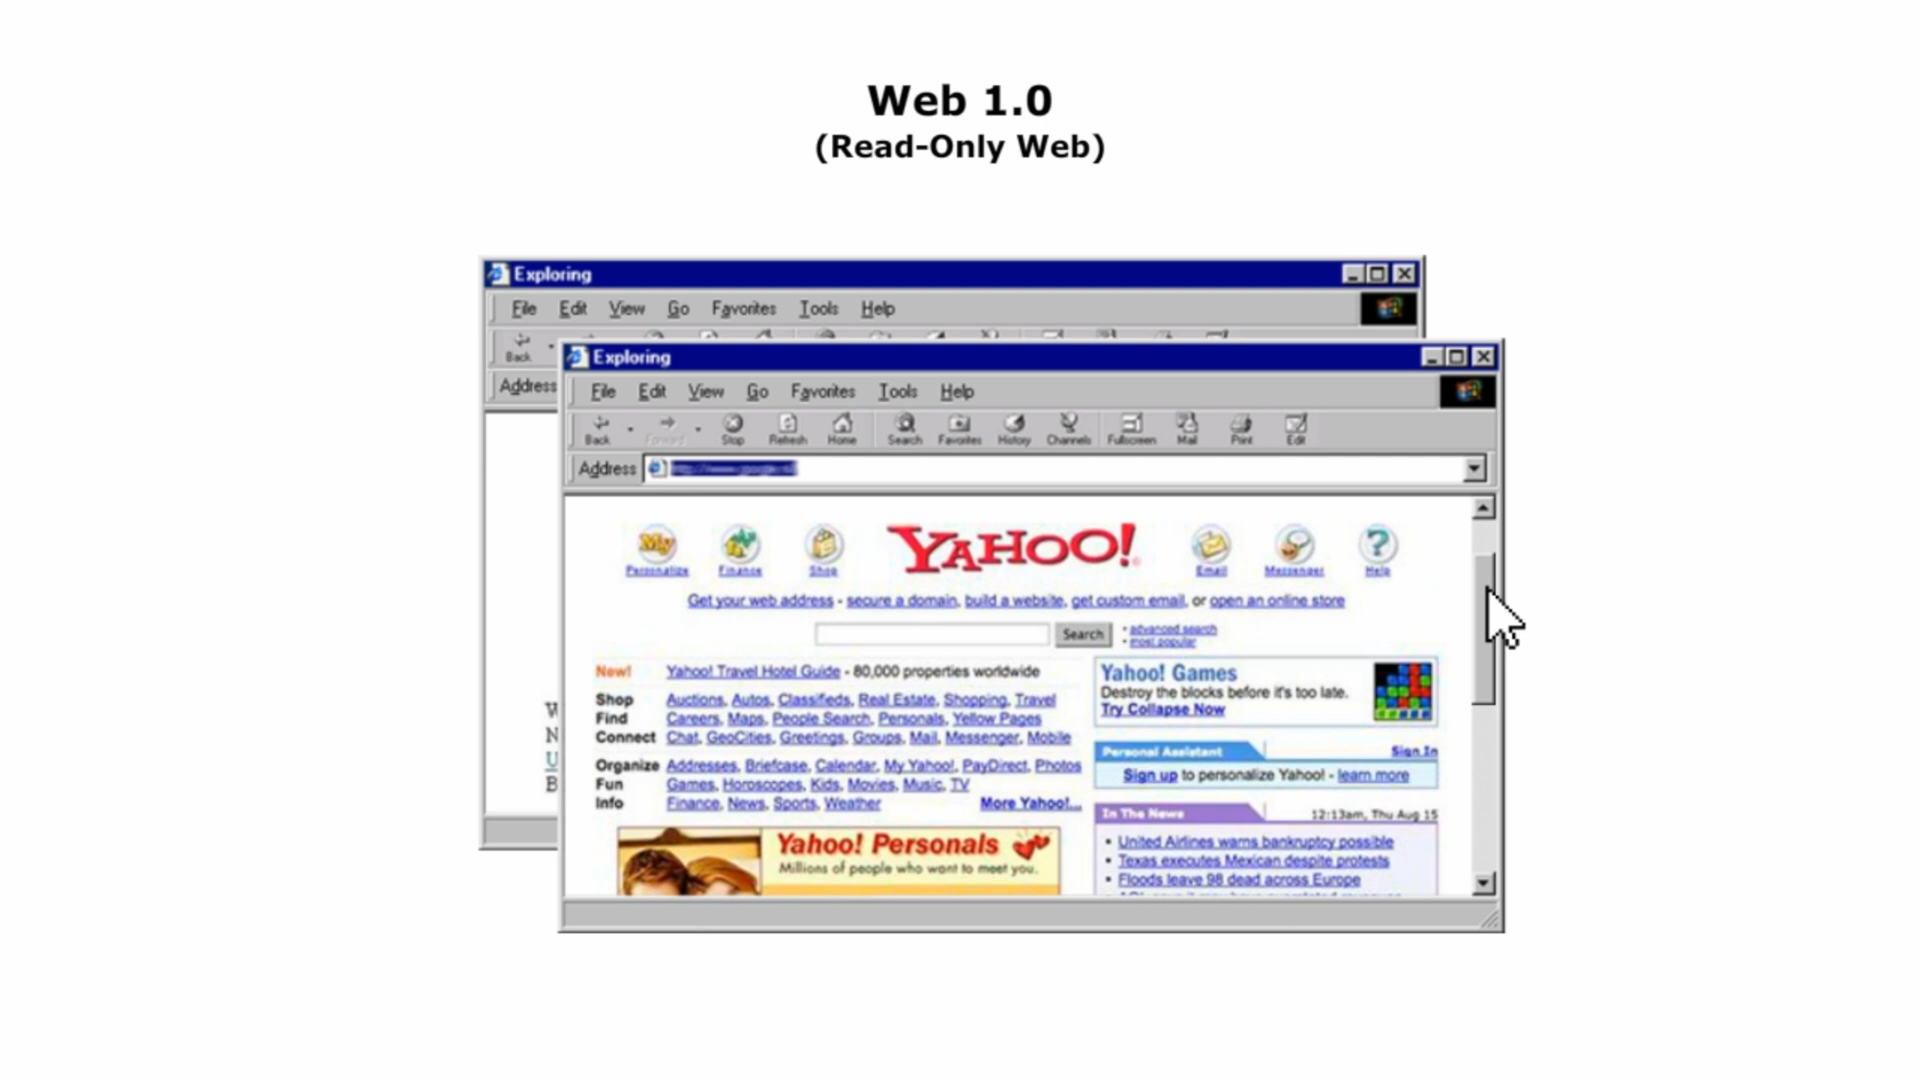 Web 1.0
(Read-Only Web)
Exploring
File Edit View Go Favorites Tools Help
Back
Address
Exploring
File Edit View Go Favorites Tools Help
Back Forward Stop Refresh Home Search Favorites History Channels Fullscreen Mail Print Edit
Address
My YAHOO!
Personalize Finance Shop Email Messenger Help
Get your web address - secure a domain, build a website, get custom email, or open an online store
Search
• advanced search
• most popular
New! Yahoo! Travel Hotel Guide - 80,000 properties worldwide
Shop Auctions, Autos, Classifieds, Real Estate, Shopping, Travel
Find Careers, Maps, People Search, Personals, Yellow Pages
Connect Chat, GeoCities, Greetings, Groups, Mail, Messenger, Mobile
Organize Addresses, Briefcase, Calendar, My Yahoo!, PayDirect, Photos
Fun Games, Horoscopes, Kids, Movies, Music, TV
Info Finance, News, Sports, Weather More Yahoo!...
Yahoo! Personals
Millions of people who want to meet you.
Yahoo! Games
Destroy the blocks before it's too late.
Try Collapse Now
Personal Assistant Sign In
Sign up to personalize Yahoo! - learn more
In The News 12:13am, Thu Aug 15
• United Airlines warns bankruptcy possible
• Texas executes Mexican despite protests
• Floods leave 98 dead across Europe
W
N
U
B